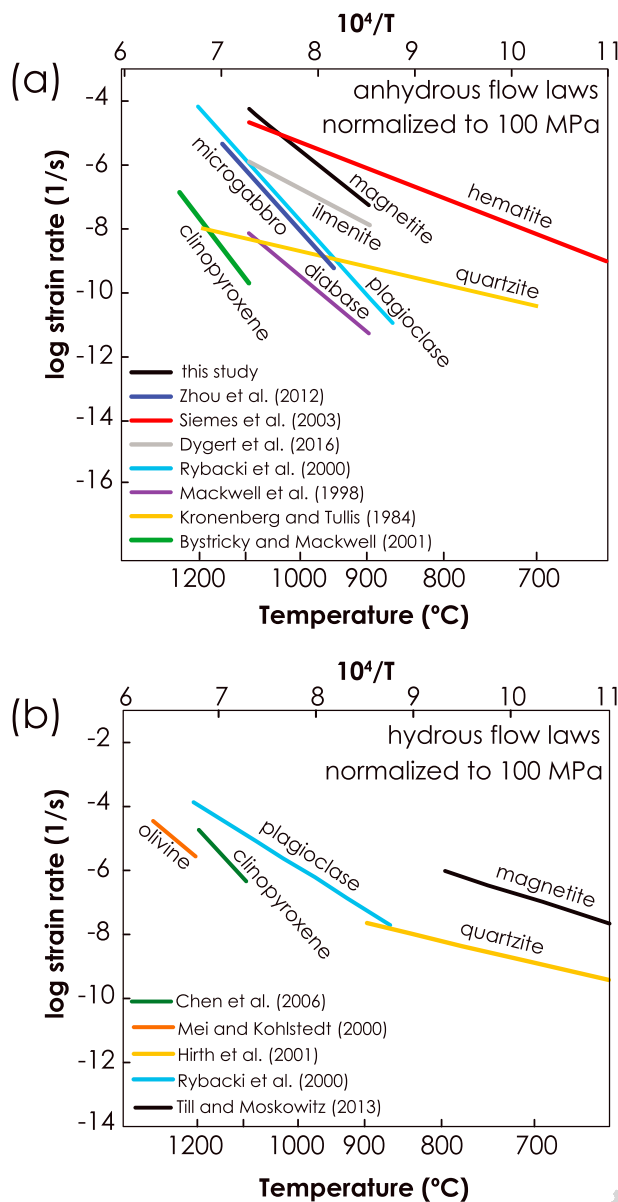 10⁴/T
6 7 8 9 10 11
(a)
anhydrous flow laws
normalized to 100 MPa
log strain rate (1/s)
-4
-6
-8
-10
-12
-14
-16
microgabbro
ilmenite
magnetite
hematite
clinopyroxene
diabase
plagioclase
quartzite
this study
Zhou et al. (2012)
Siemes et al. (2003)
Dygert et al. (2016)
Rybacki et al. (2000)
Mackwell et al. (1998)
Kronenberg and Tullis (1984)
Bystricky and Mackwell (2001)
1200 1000 900 800 700
Temperature (ºC)
10⁴/T
6 7 8 9 10 11
(b)
hydrous flow laws
normalized to 100 MPa
log strain rate (1/s)
-2
-4
-6
-8
-10
-12
-14
olivine
clinopyroxene
plagioclase
magnetite
quartzite
Chen et al. (2006)
Mei and Kohlstedt (2000)
Hirth et al. (2001)
Rybacki et al. (2000)
Till and Moskowitz (2013)
1200 1000 900 800 700
Temperature (ºC)